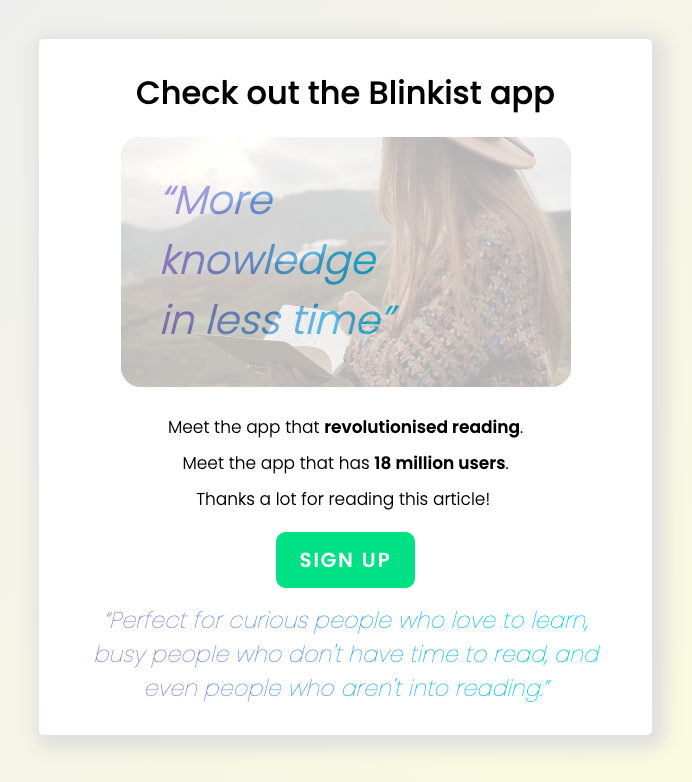 Check out the Blinkist app
“More
knowledge
in less time”
Meet the app that revolutionised reading.
Meet the app that has 18 million users.
Thanks a lot for reading this article!
SIGN UP
“Perfect for curious people who love to learn,
busy people who don’t have time to read, and
even people who aren’t into reading.”